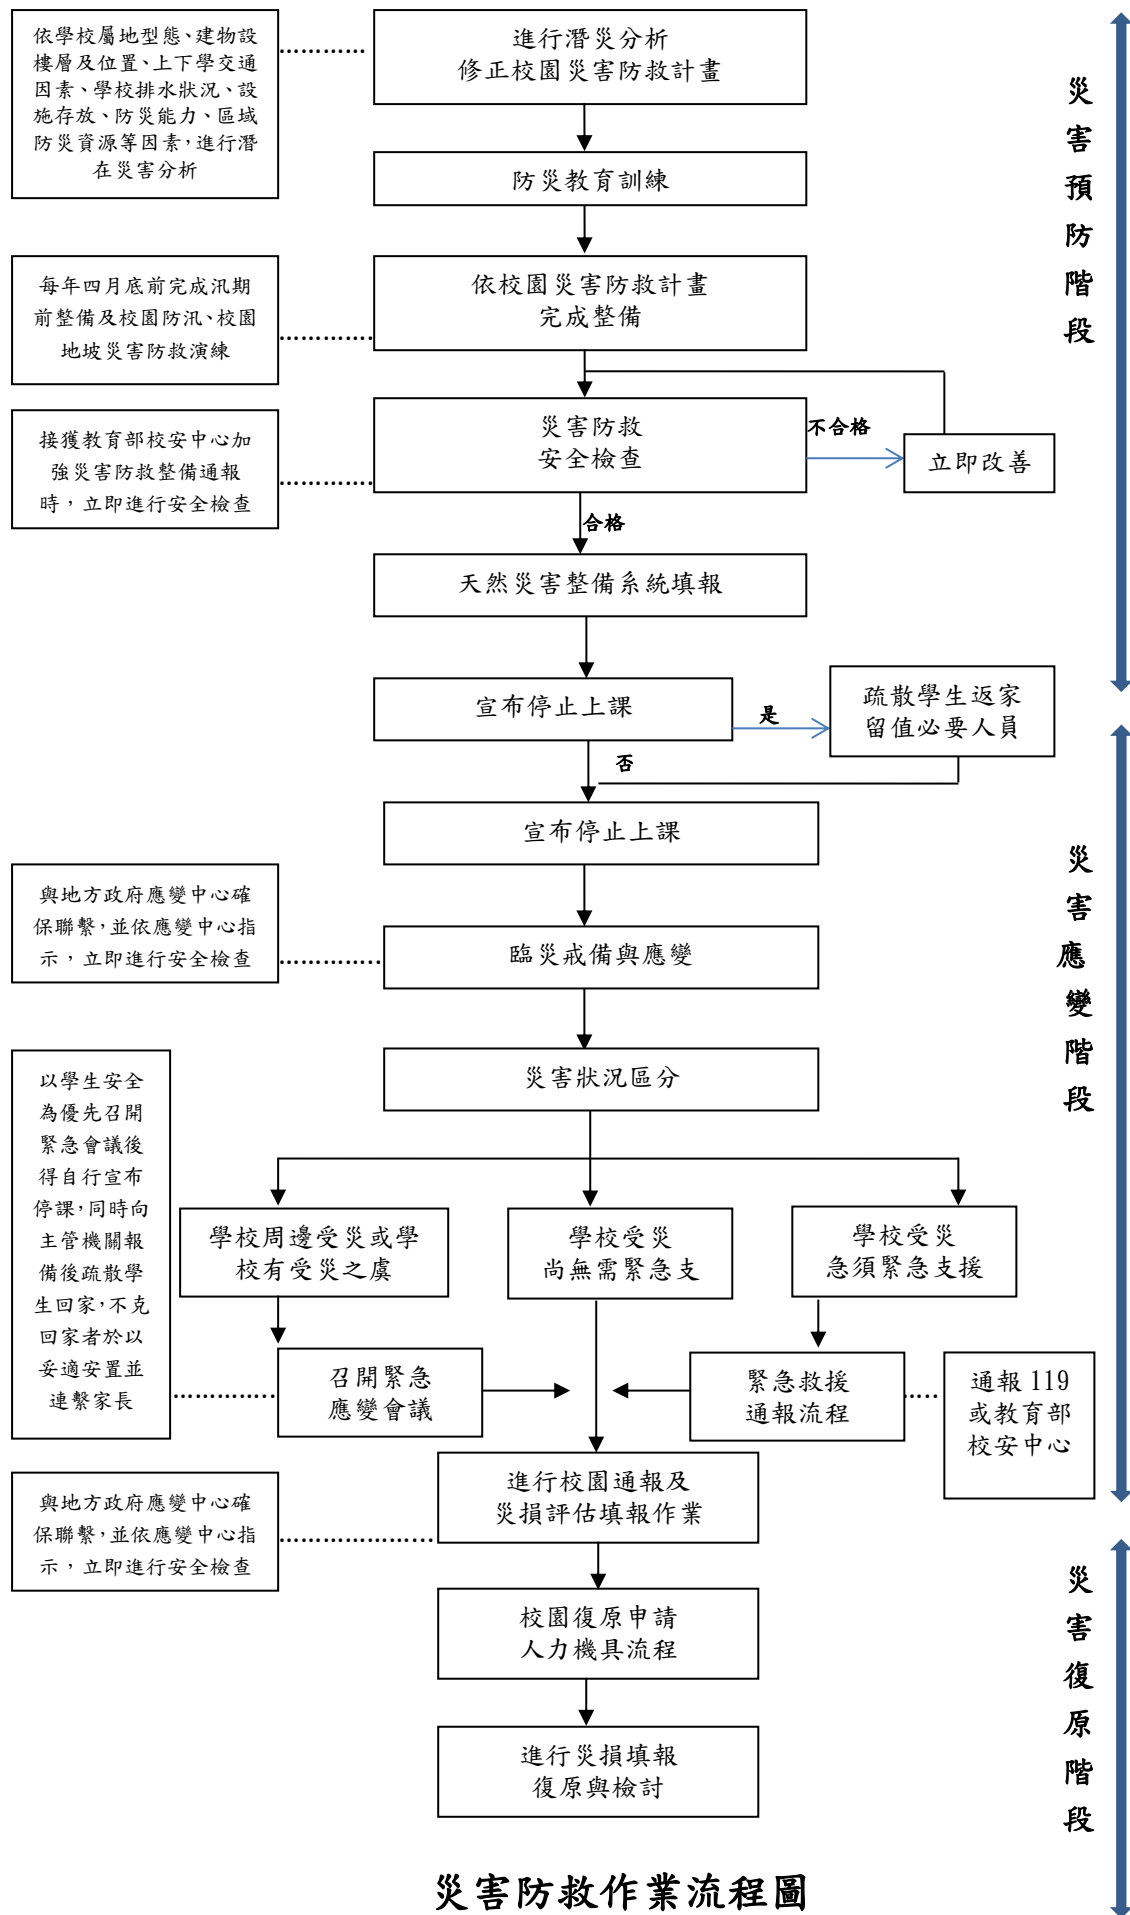 依學校屬地型態、建物設
樓層及位置、上下學交通
因素、學校排水狀況、設
施存放、防災能力、區域
防災資源等因素,進行潛
在災害分析
進行潛災分析
修正校園災害防救計畫
防災教育訓練
每年四月底前完成汛期
前整備及校園防汛、校園
地坡災害防救演練
依校園災害防救計畫
完成整備
接獲教育部校安中心加
強災害防救整備通報
時，立即進行安全檢查
災害防救
安全檢查
不合格
立即改善
合格
天然災害整備系統填報
災害預防階段
宣布停止上課
是
疏散學生返家
留值必要人員
否
宣布停止上課
與地方政府應變中心確
保聯繫,並依應變中心指
示，立即進行安全檢查
臨災戒備與應變
災害狀況區分
災害應變階段
以學生安全
為優先召開
緊急會議後
得自行宣布
停課,同時向
主管機關報
備後疏散學
生回家,不克
回家者於以
妥適安置並
連繫家長
學校周邊受災或學
校有受災之虞
學校受災
尚無需緊急支
學校受災
急須緊急支援
召開緊急
應變會議
緊急救援
通報流程
通報 119
或教育部
校安中心
與地方政府應變中心確
保聯繫,並依應變中心指
示，立即進行安全檢查
進行校園通報及
災損評估填報作業
校園復原申請
人力機具流程
進行災損填報
復原與檢討
災害復原階段
災害防救作業流程圖